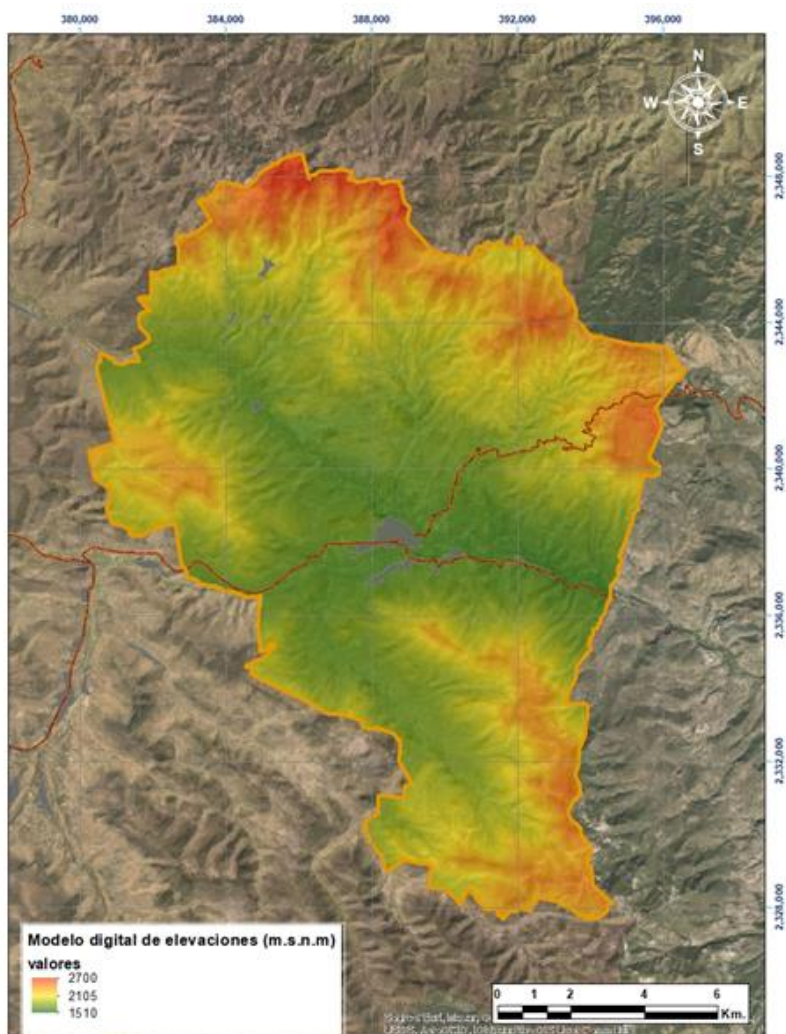 380,000 384,000 388,000 392,000 396,000
N
W E
S
2,348,000
2,344,000
2,340,000
2,336,000
2,332,000
2,328,000
Modelo digital de elevaciones (m.s.n.m)
valores
2700
2105
1510
0 1 2 4 6
Km.